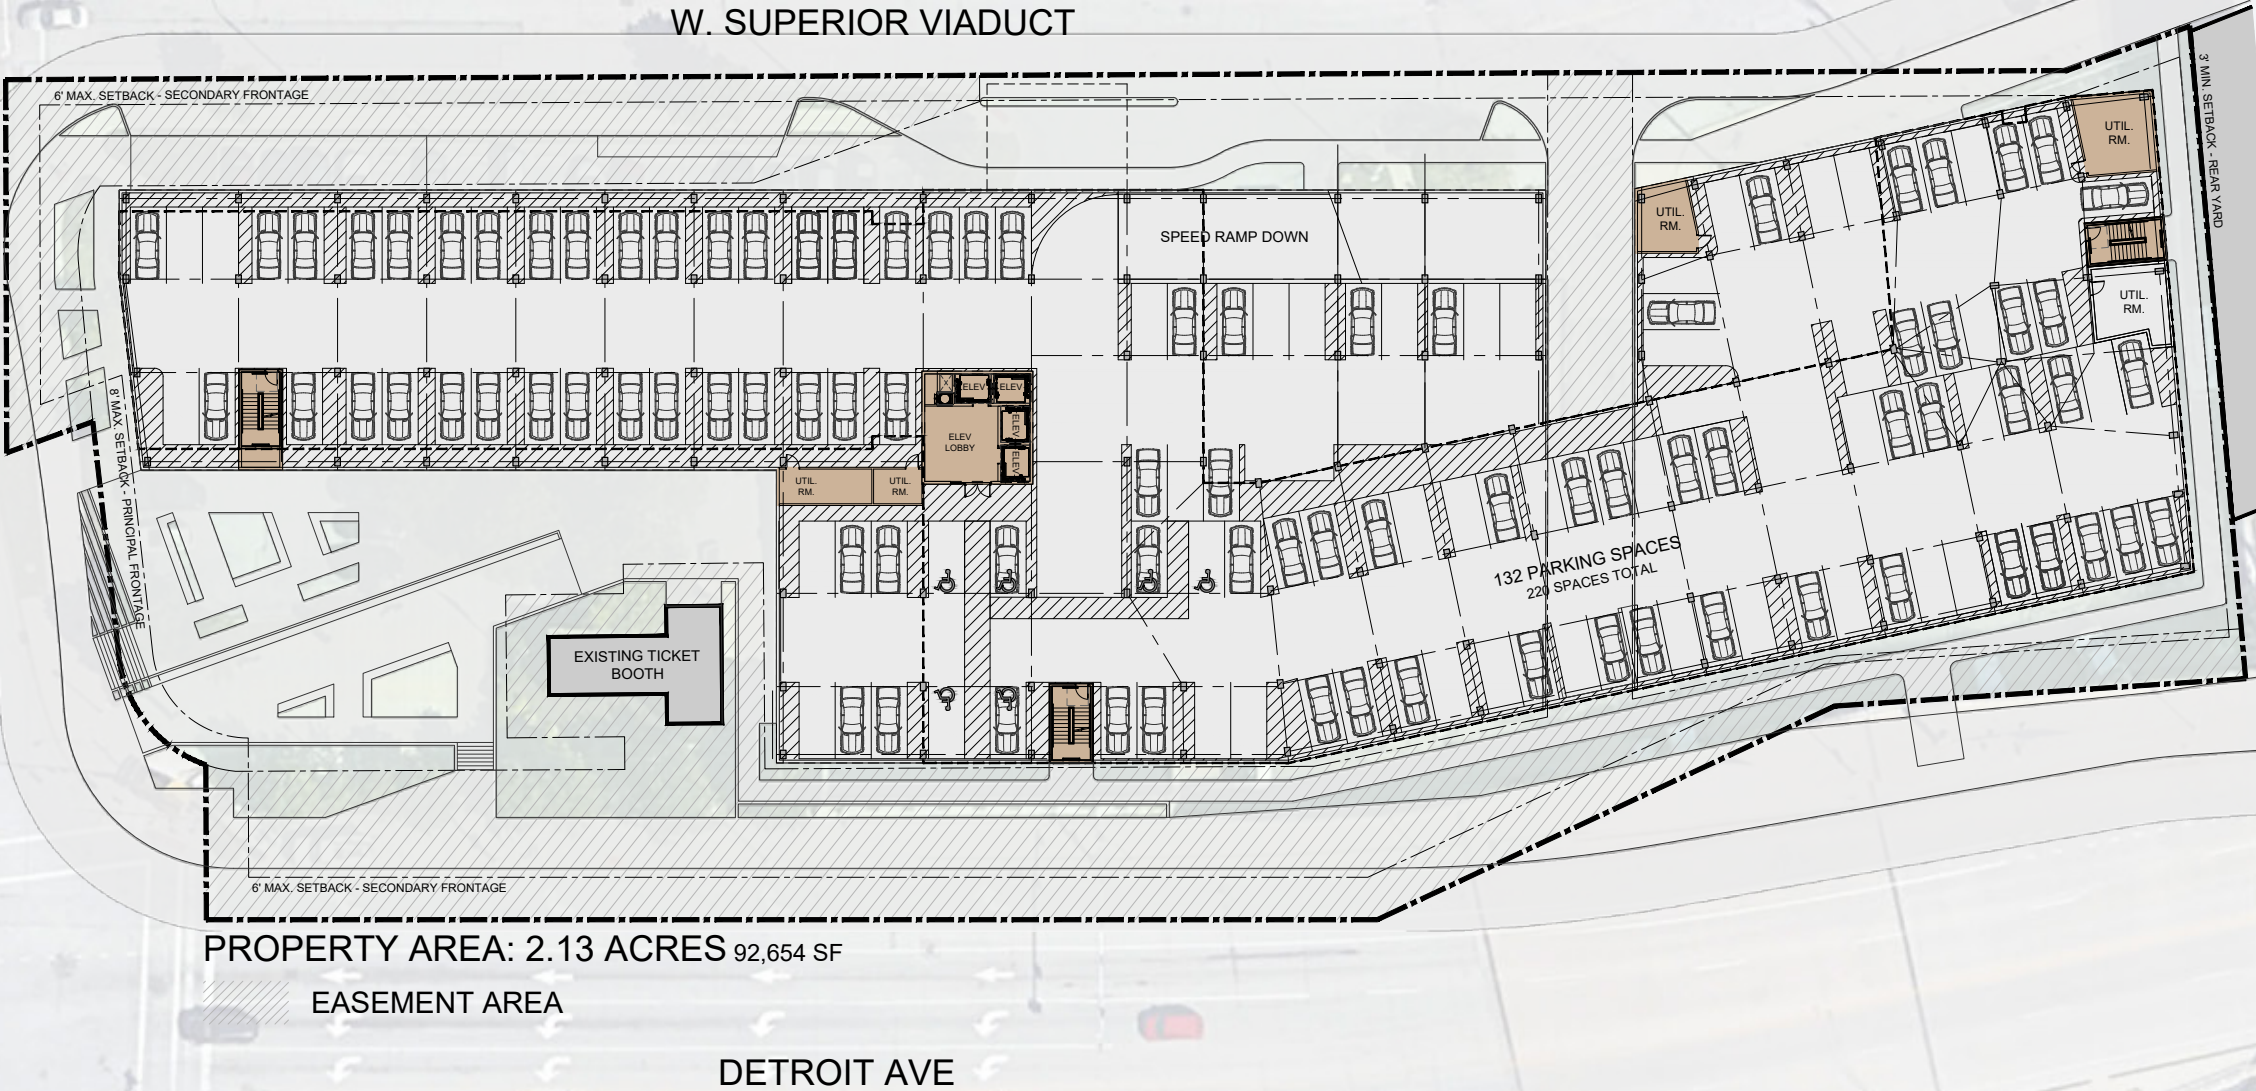 W. SUPERIOR VIADUCT
6' MAX. SETBACK - SECONDARY FRONTAGE
3' MIN. SETBACK - REAR YARD
UTIL.
RM.
UTIL.
RM.
SPEED RAMP DOWN
UTIL.
RM.
8' MAX. SETBACK - PRINCIPAL FRONTAGE
X
ELEV
ELEV
ELEV
ELEV
ELEV
LOBBY
UTIL.
RM.
UTIL.
RM.
132 PARKING SPACES
220 SPACES TOTAL
EXISTING TICKET
BOOTH
6' MAX. SETBACK - SECONDARY FRONTAGE
PROPERTY AREA: 2.13 ACRES 92,654 SF
EASEMENT AREA
DETROIT AVE